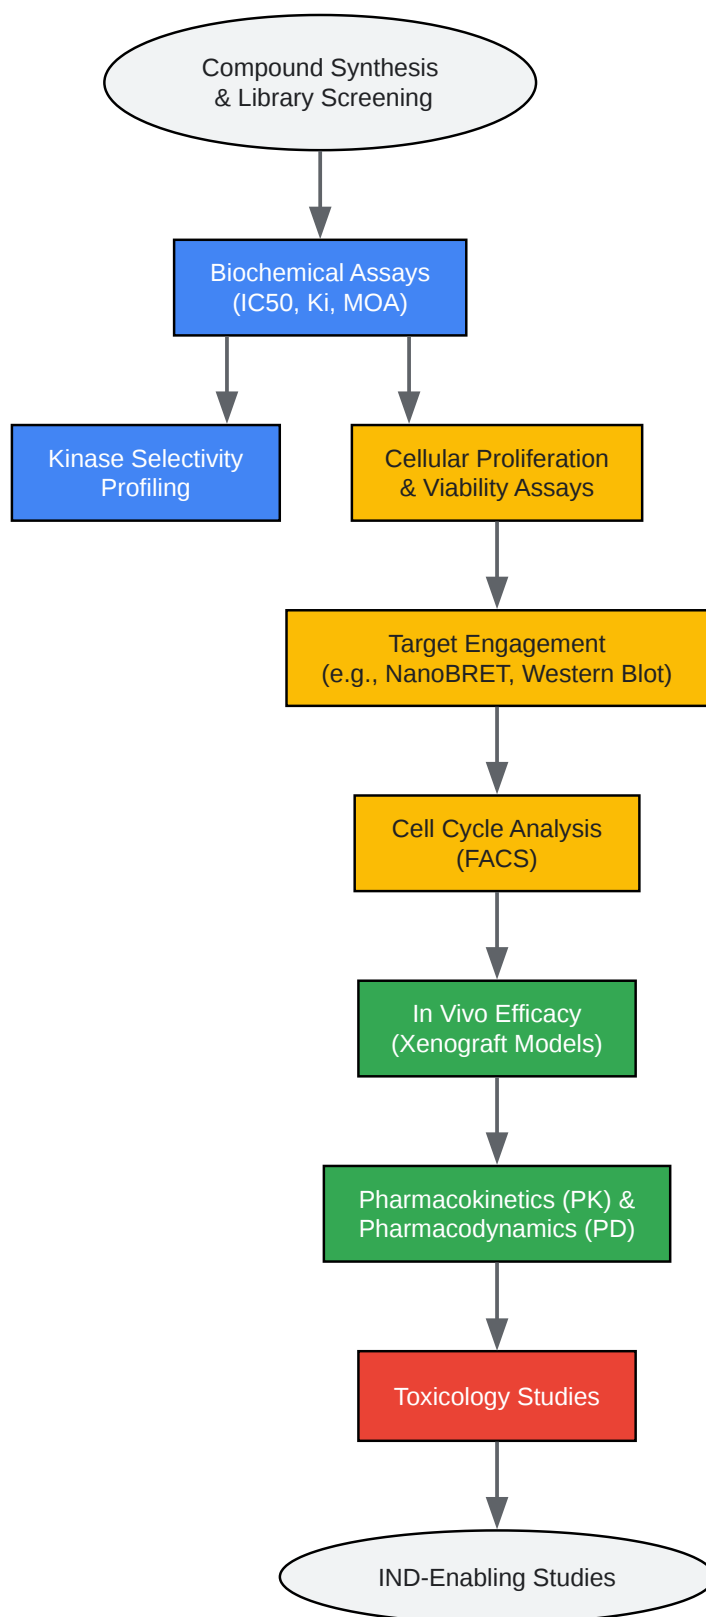 Compound Synthesis
& Library Screening
Biochemical Assays
(IC50, Ki, MOA)
Kinase Selectivity
Profiling
Cellular Proliferation
& Viability Assays
Target Engagement
(e.g., NanoBRET, Western Blot)
Cell Cycle Analysis
(FACS)
In Vivo Efficacy
(Xenograft Models)
Pharmacokinetics (PK) &
Pharmacodynamics (PD)
Toxicology Studies
IND-Enabling Studies